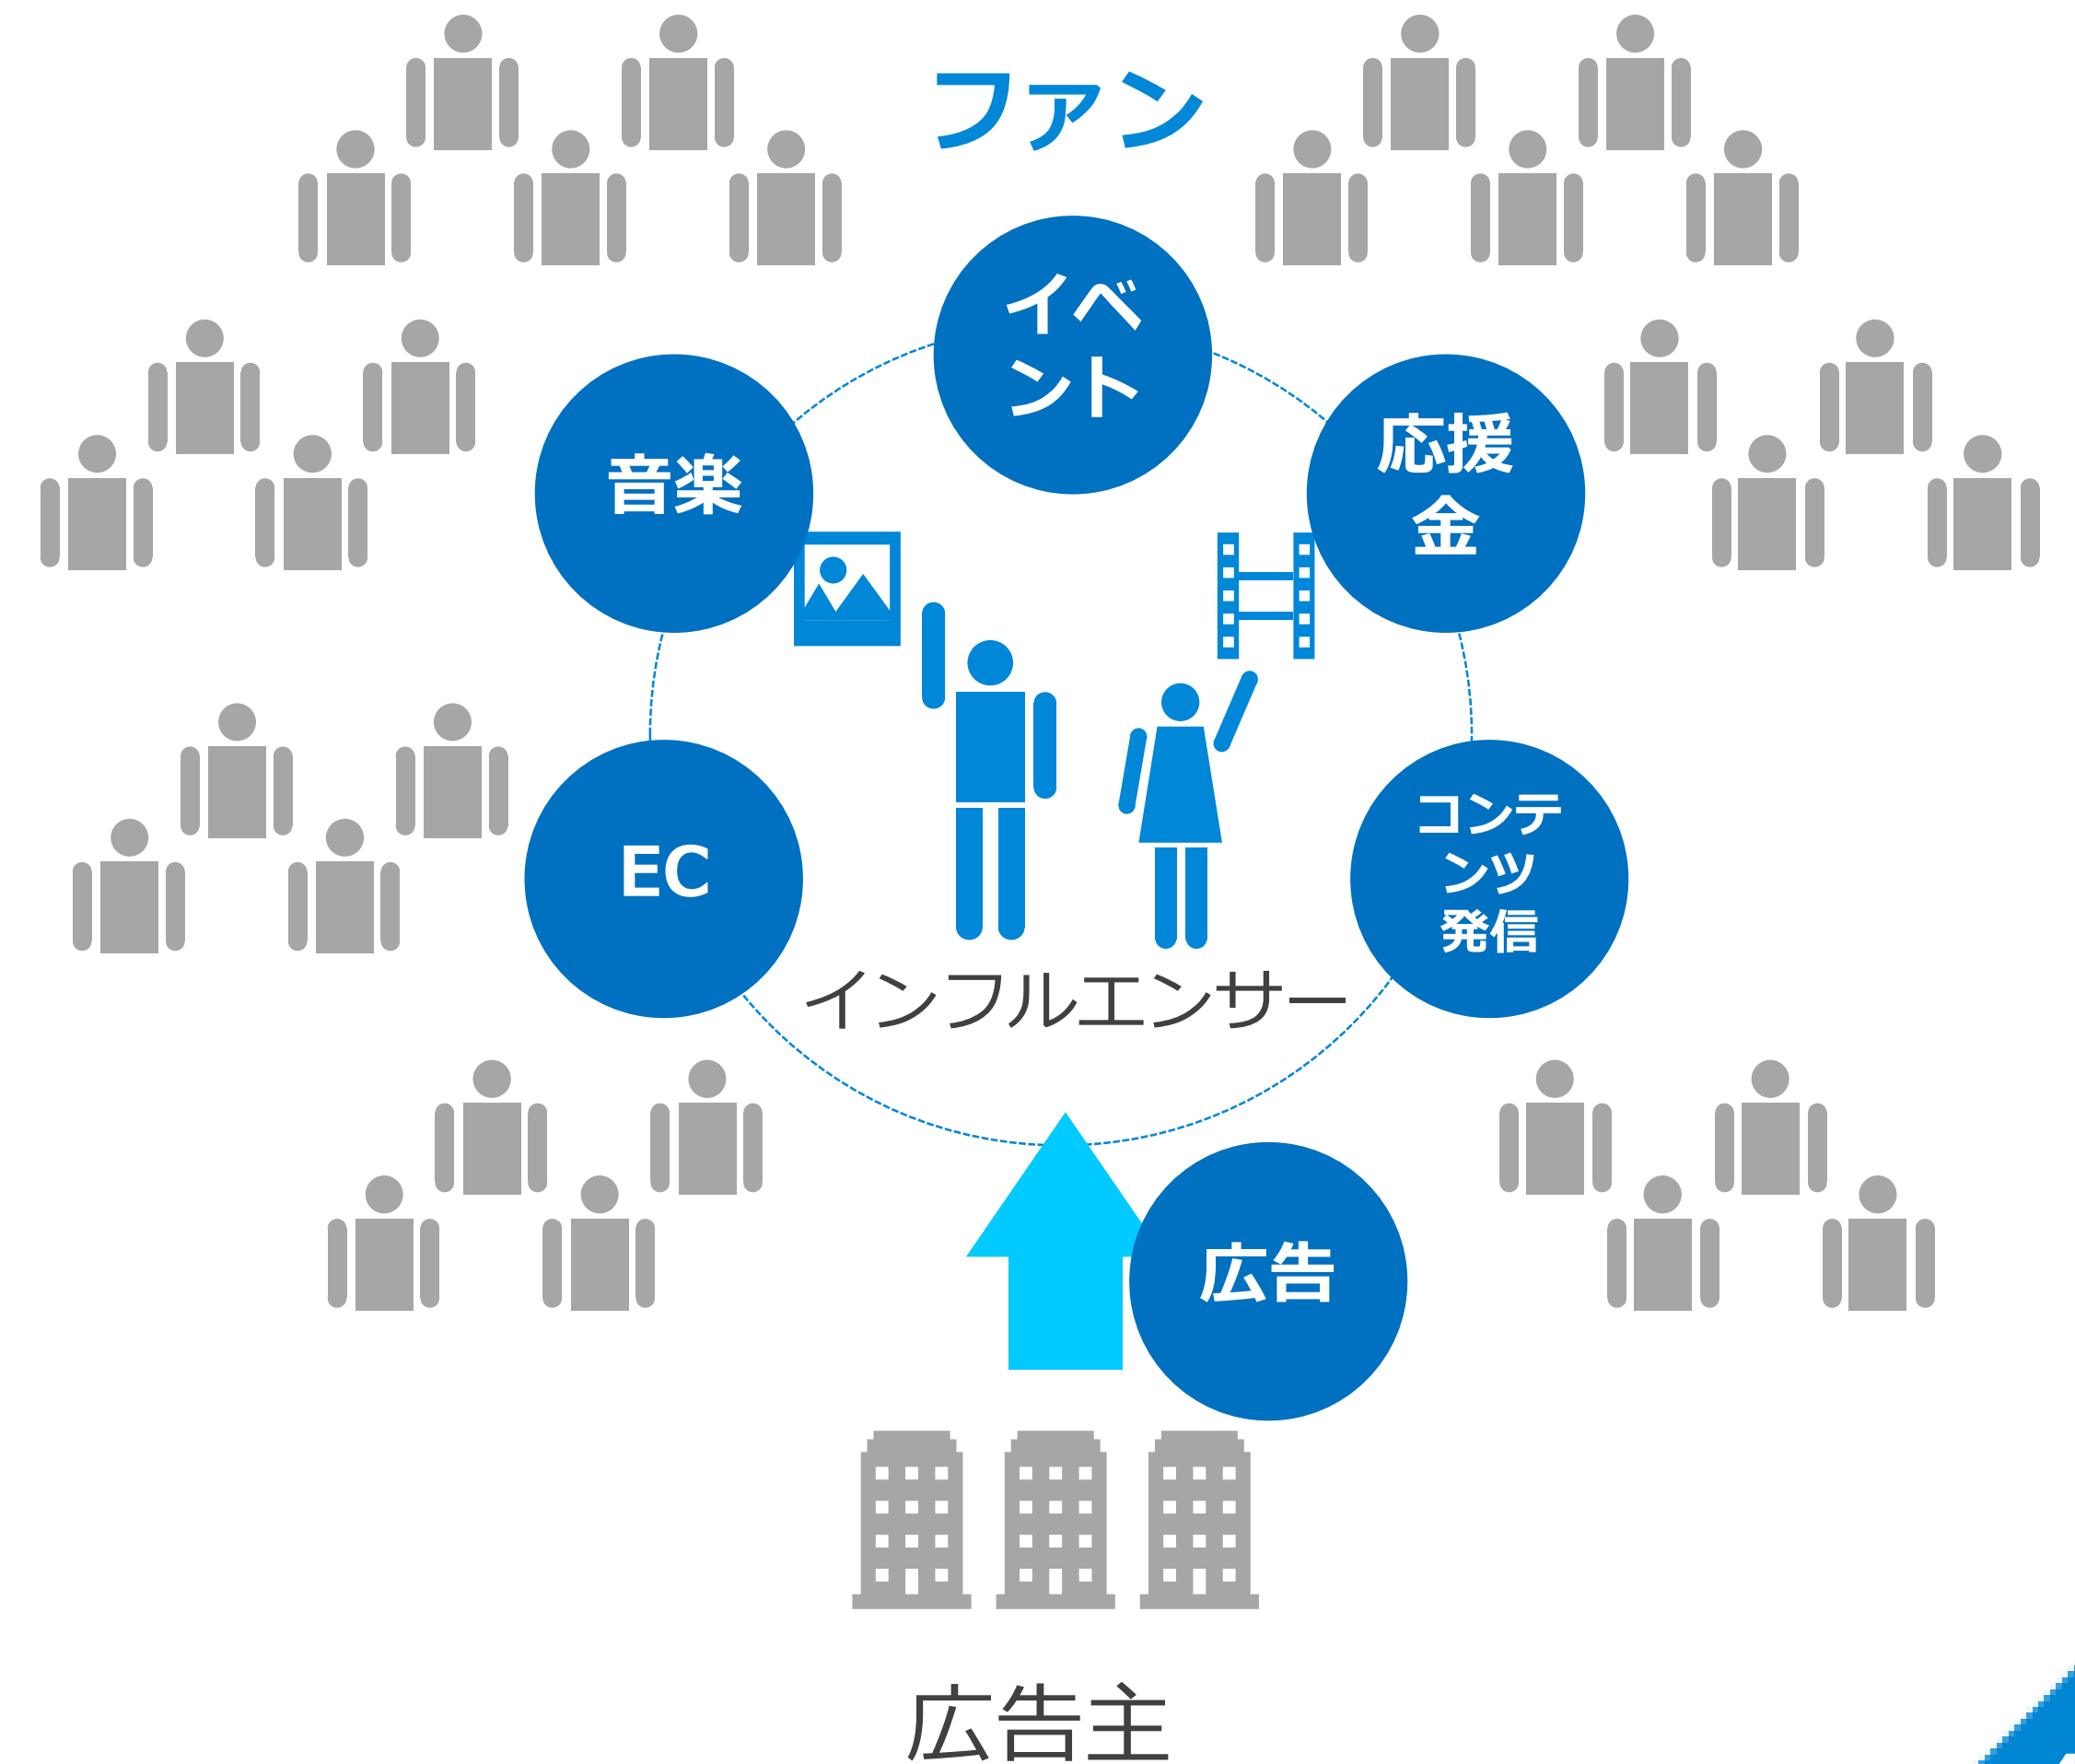 ファン
イベ
ント
音楽
応援
金
EC
コンテ
ンツ
発信
インフルエンサー
広告
広告主